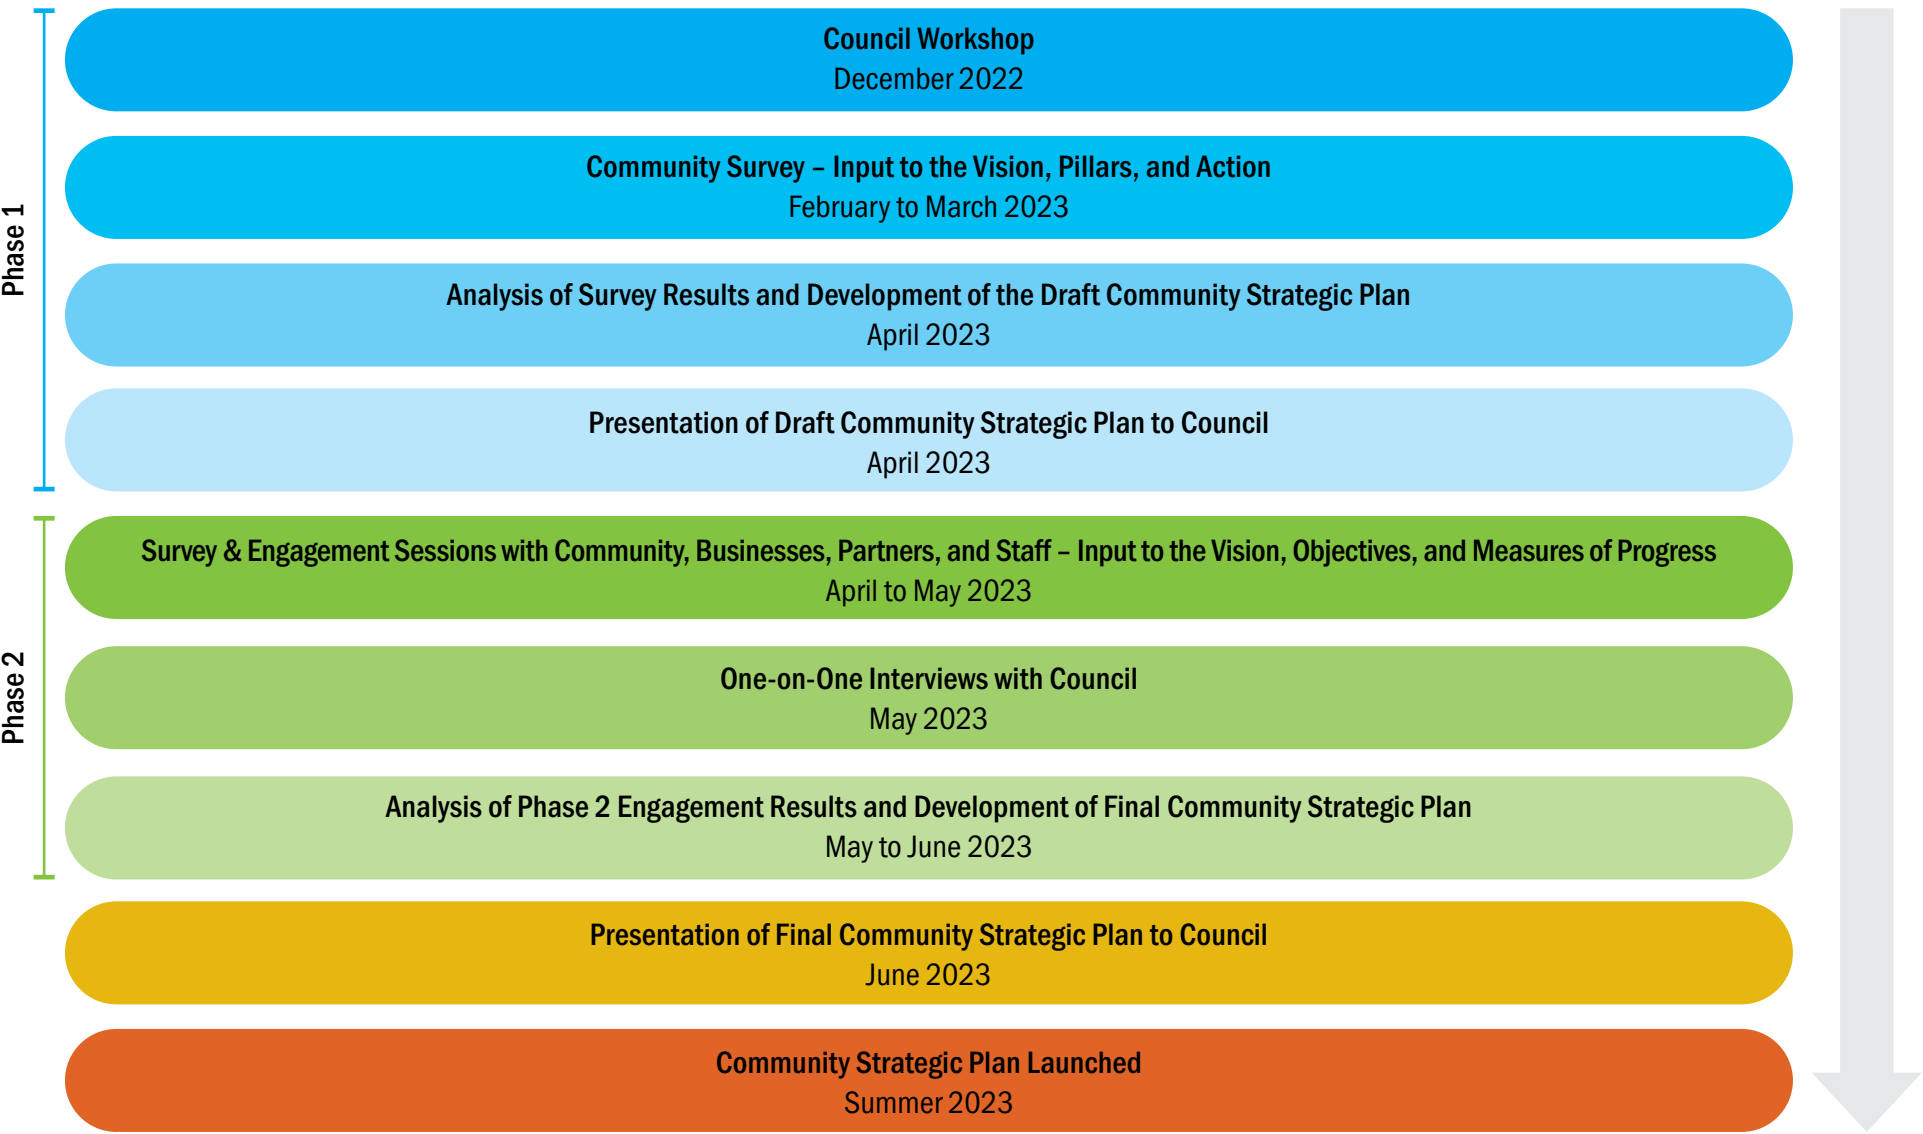 Phase 1
Council Workshop
December 2022
Community Survey – Input to the Vision, Pillars, and Action
February to March 2023
Analysis of Survey Results and Development of the Draft Community Strategic Plan
April 2023
Presentation of Draft Community Strategic Plan to Council
April 2023
Phase 2
Survey & Engagement Sessions with Community, Businesses, Partners, and Staff – Input to the Vision, Objectives, and Measures of Progress
April to May 2023
One-on-One Interviews with Council
May 2023
Analysis of Phase 2 Engagement Results and Development of Final Community Strategic Plan
May to June 2023
Presentation of Final Community Strategic Plan to Council
June 2023
Community Strategic Plan Launched
Summer 2023